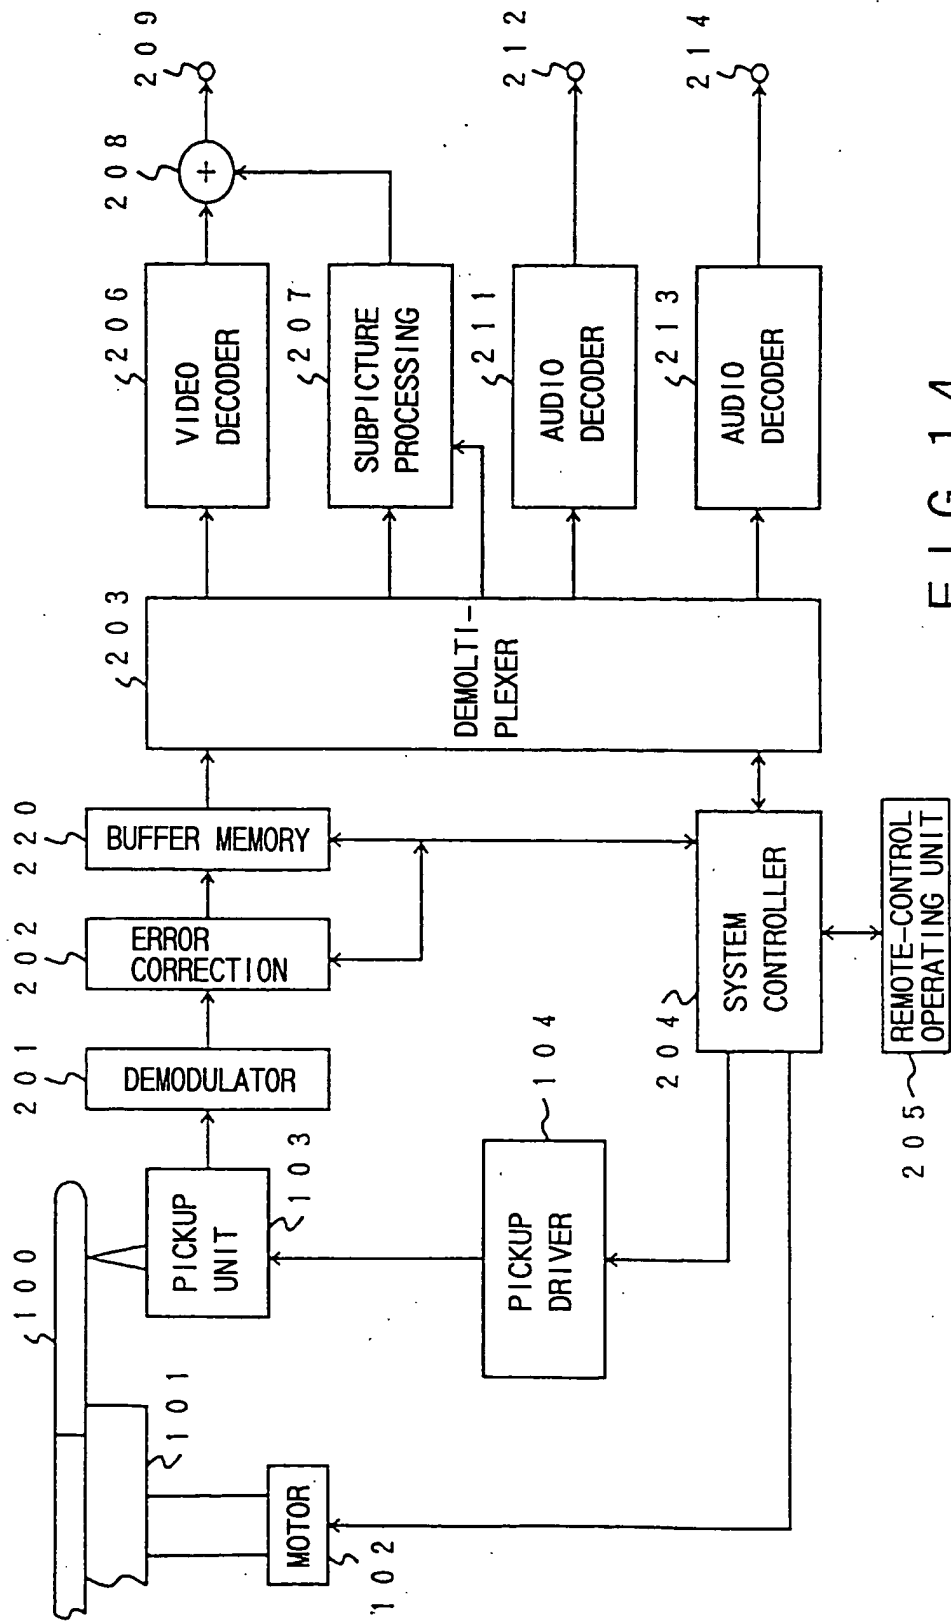 100
101
MOTOR
102
PICKUP
UNIT
103
PICKUP
DRIVER
104
201
DEMODULATOR
202
ERROR
CORRECTION
220
BUFFER MEMORY
204
SYSTEM
CONTROLLER
205
REMOTE-CONTROL
OPERATING UNIT
203
DEMOLTI-
PLEXER
206
VIDEO
DECODER
207
SUBPICTURE
PROCESSING
211
AUDIO
DECODER
213
AUDIO
DECODER
208
+
209
212
214
FIG. 14